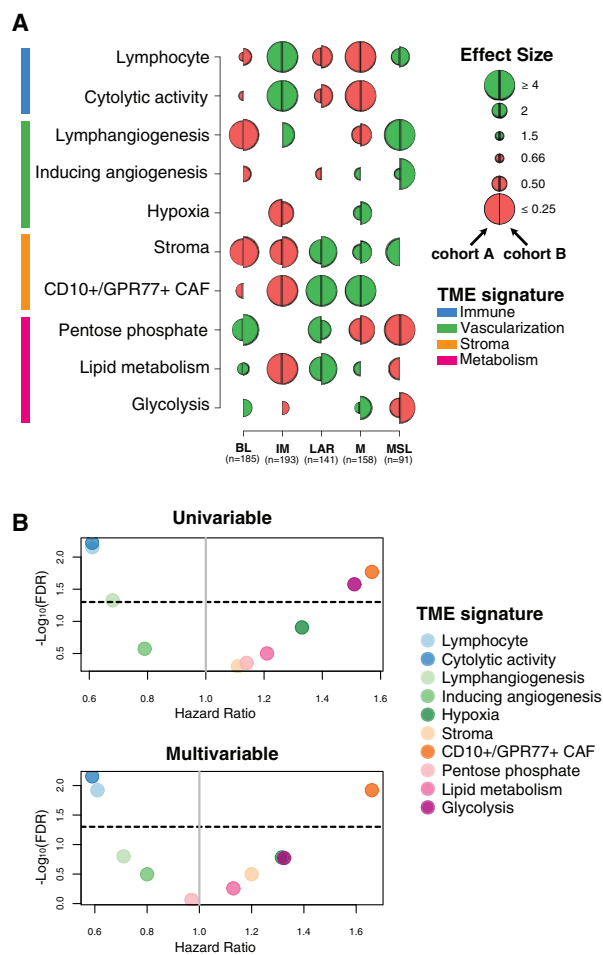 A
Lymphocyte
Cytolytic activity
Lymphangiogenesis
Inducing angiogenesis
Hypoxia
Stroma
CD10+/GPR77+ CAF
Pentose phosphate
Lipid metabolism
Glycolysis
BL IM LAR M MSL
(n=185) (n=193) (n=141) (n=158) (n=91)
Effect Size
≥ 4
2
1.5
0.66
0.50
≤ 0.25
cohort A cohort B
TME signature
Immune
Vascularization
Stroma
Metabolism
B
Univariable
-Log10(FDR)
2.0
1.5
1.0
0.5
0.6 0.8 1.0 1.2 1.4 1.6
Hazard Ratio
Multivariable
-Log10(FDR)
2.0
1.5
1.0
0.5
0.0
0.6 0.8 1.0 1.2 1.4 1.6
Hazard Ratio
TME signature
Lymphocyte
Cytolytic activity
Lymphangiogenesis
Inducing angiogenesis
Hypoxia
Stroma
CD10+/GPR77+ CAF
Pentose phosphate
Lipid metabolism
Glycolysis